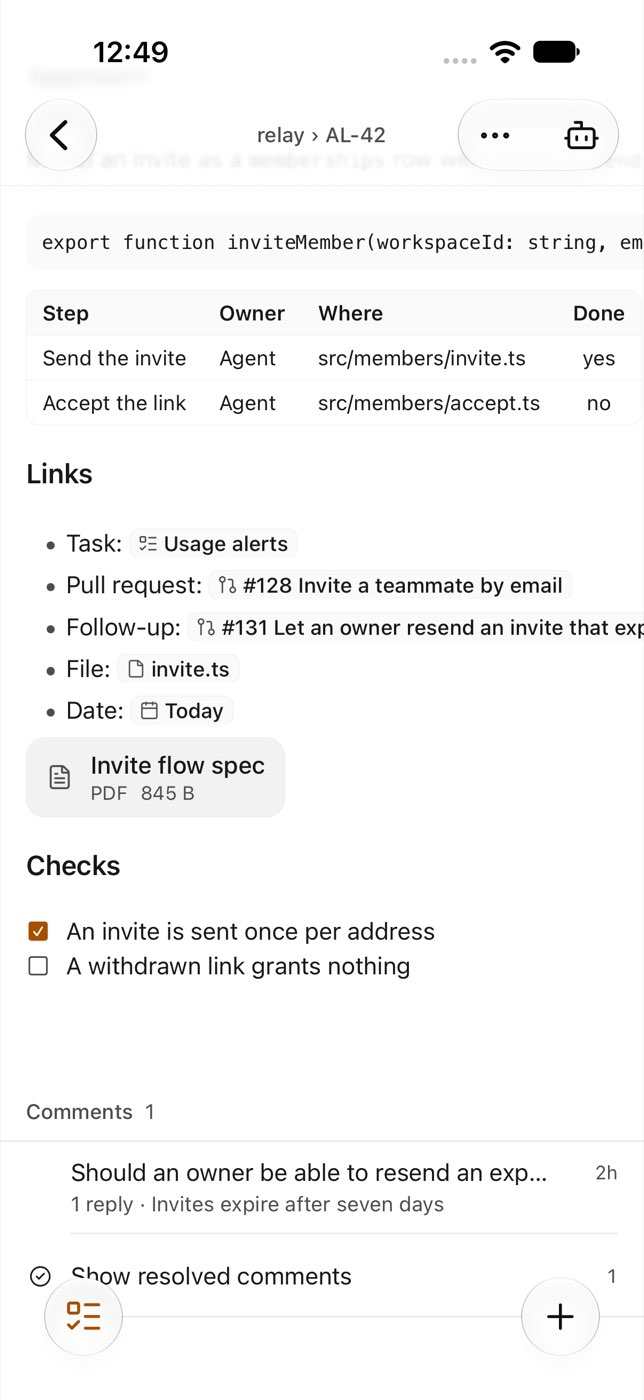 12:49
relay › AL-42
an invite as a memberships row
export function inviteMember(workspaceId: string, em
Step Owner Where Done
Send the invite Agent src/members/invite.ts yes
Accept the link Agent src/members/accept.ts no
Links
Task: Usage alerts
Pull request: #128 Invite a teammate by email
Follow-up: #131 Let an owner resend an invite that exp
File: invite.ts
Date: Today
Invite flow spec
PDF 845 B
Checks
An invite is sent once per address
A withdrawn link grants nothing
Comments 1
Should an owner be able to resend an exp... 2h
1 reply · Invites expire after seven days
Show resolved comments 1